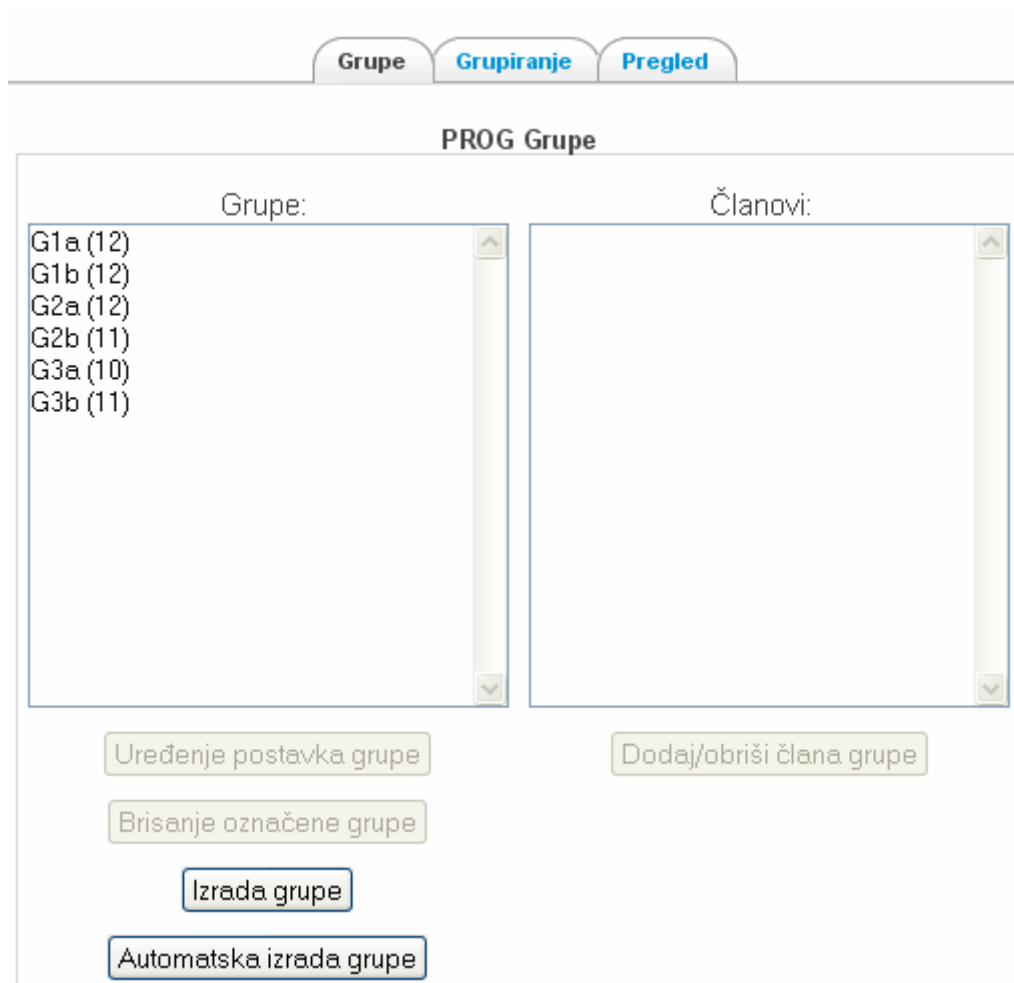 Grupe Grupiranje Pregled
PROG Grupe
Grupe:
G1a (12)
G1b (12)
G2a (12)
G2b (11)
G3a (10)
G3b (11)
Članovi:
Uređenje postavka grupe
Dodaj/obriši člana grupe
Brisanje označene grupe
Izrada grupe
Automatska izrada grupe